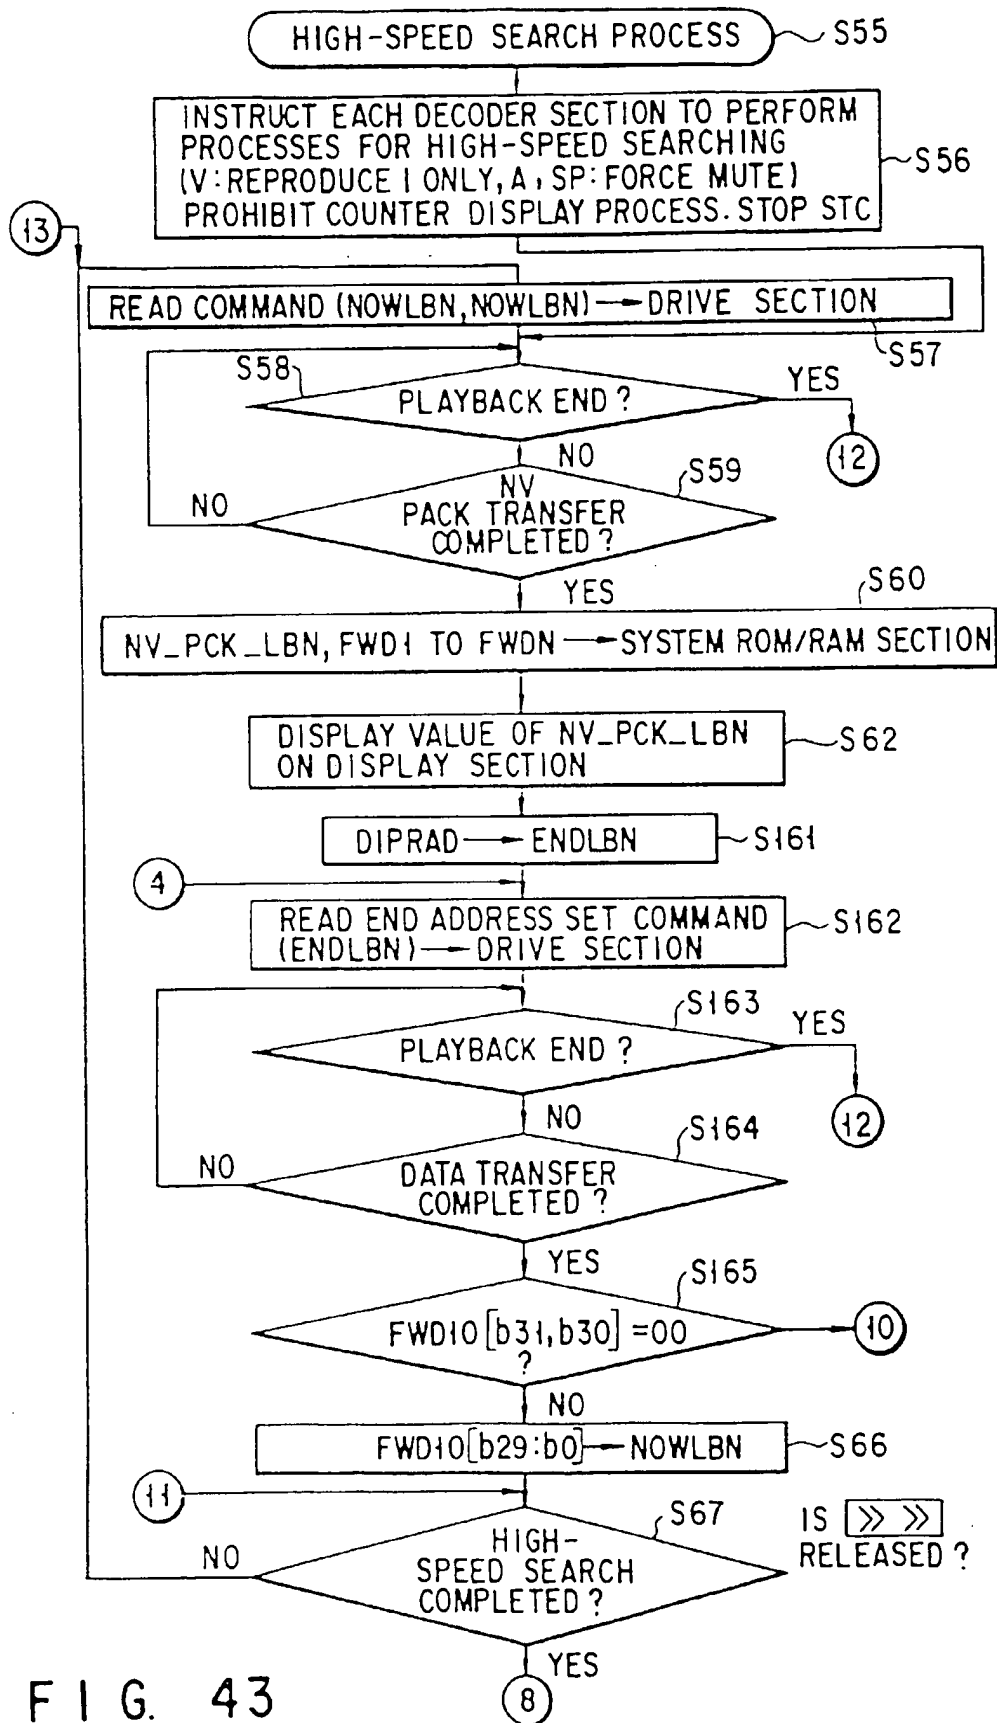 HIGH-SPEED SEARCH PROCESS
S55
INSTRUCT EACH DECODER SECTION TO PERFORM
PROCESSES FOR HIGH-SPEED SEARCHING
(V:REPRODUCE I ONLY, A, SP:FORCE MUTE)
PROHIBIT COUNTER DISPLAY PROCESS. STOP STC
S56
13
READ COMMAND (NOWLBN,NOWLBN)→DRIVE SECTION
S57
S58
PLAYBACK END ?
YES
12
NO
S59
NV
PACK TRANSFER
COMPLETED ?
NO
YES
S60
NV_PCK_LBN, FWD1 TO FWDN→SYSTEM ROM/RAM SECTION
DISPLAY VALUE OF NV_PCK_LBN
ON DISPLAY SECTION
S62
DIPRAD→ENDLBN
S161
4
READ END ADDRESS SET COMMAND
(ENDLBN)→DRIVE SECTION
S162
S163
PLAYBACK END ?
YES
12
NO
S164
DATA TRANSFER
COMPLETED ?
NO
YES
S165
FWD10[b31,b30]=00
?
10
NO
FWD10[b29:b0]→NOWLBN
S66
11
S67
HIGH-
SPEED SEARCH
COMPLETED ?
NO
IS >> >>
RELEASED ?
YES
8
FIG. 43